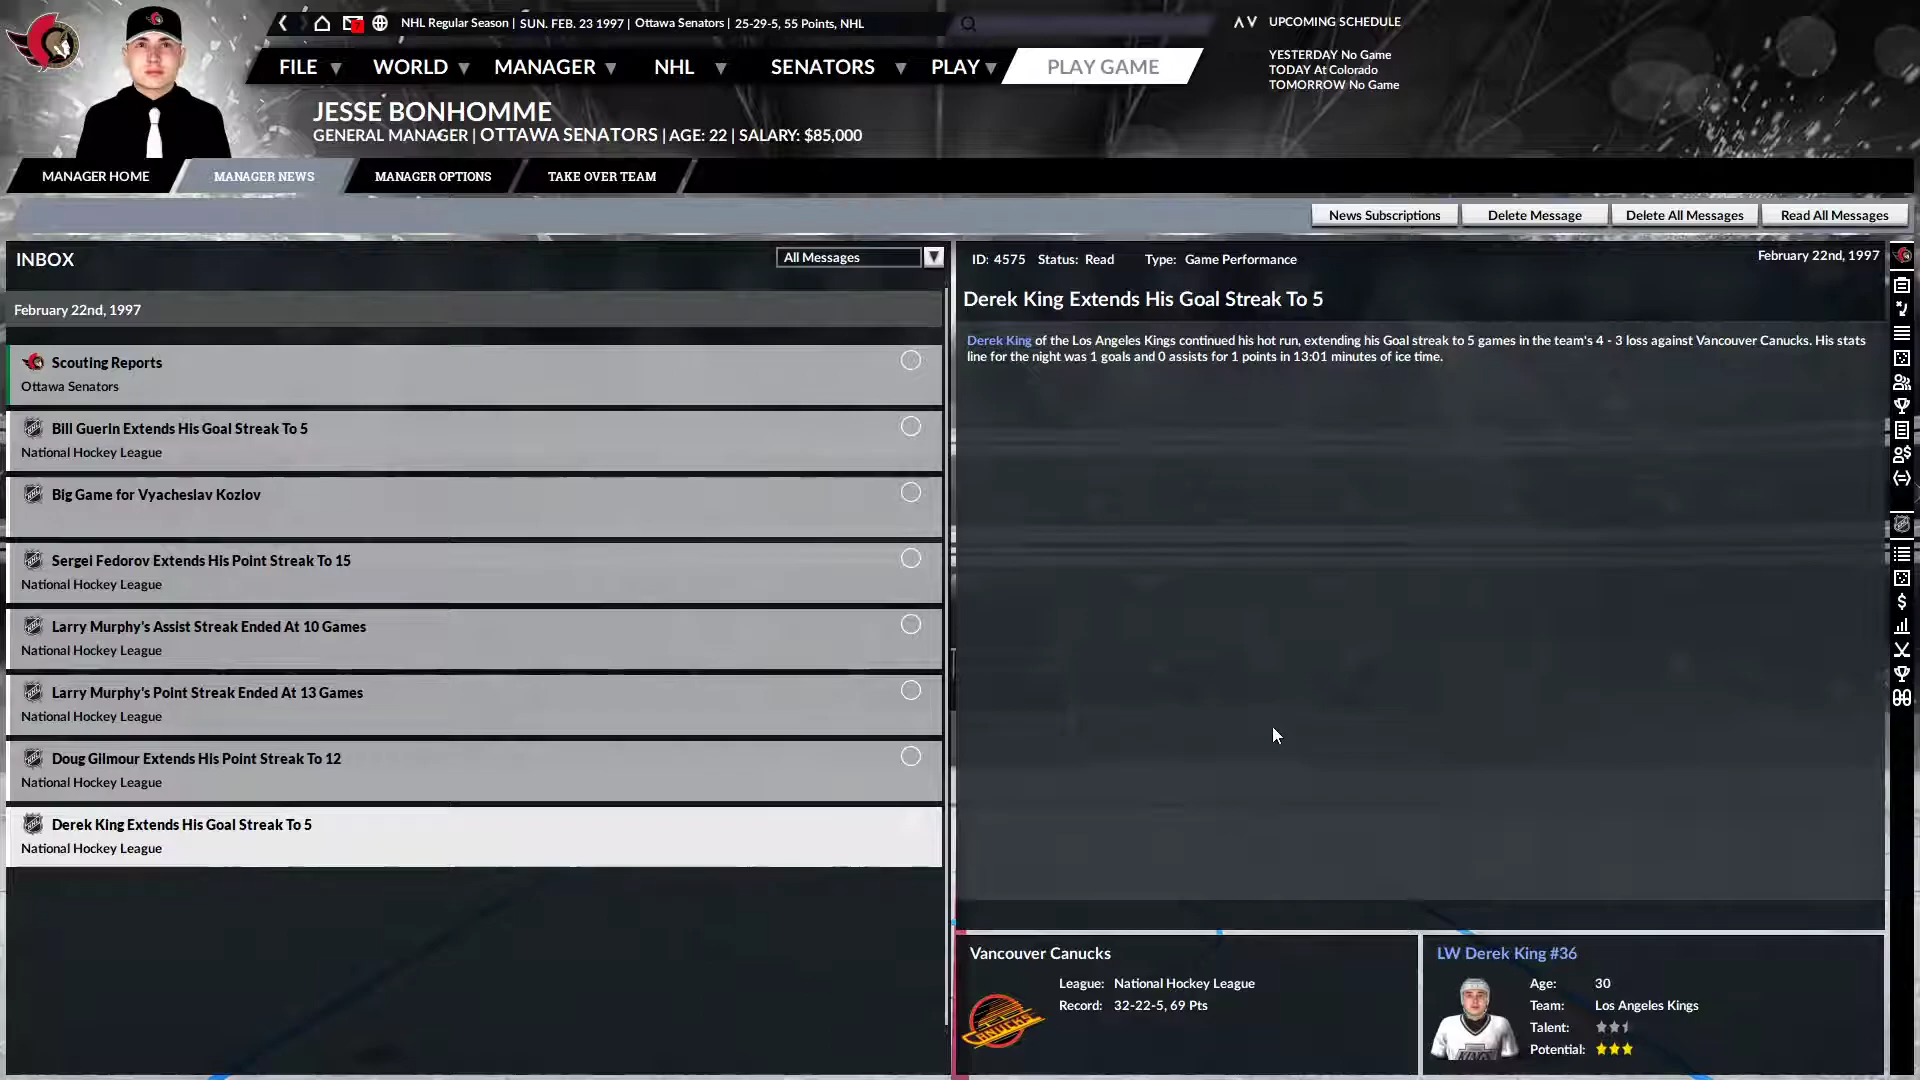 NHL Regular Season | SUN. FEB. 23 1997 | Ottawa Senators | 25-29-5, 55 Points, NHL
UPCOMING SCHEDULE
YESTERDAY No Game
TODAY At Colorado
TOMORROW No Game
FILE WORLD MANAGER NHL SENATORS PLAY PLAY GAME
JESSE BONHOMME
GENERAL MANAGER | OTTAWA SENATORS | AGE: 22 | SALARY: $85,000
MANAGER HOME MANAGER NEWS MANAGER OPTIONS TAKE OVER TEAM
News Subscriptions Delete Message Delete All Messages Read All Messages
INBOX All Messages
February 22nd, 1997
Scouting Reports
Ottawa Senators
Bill Guerin Extends His Goal Streak To 5
National Hockey League
Big Game for Vyacheslav Kozlov
Sergei Fedorov Extends His Point Streak To 15
National Hockey League
Larry Murphy's Assist Streak Ended At 10 Games
National Hockey League
Larry Murphy's Point Streak Ended At 13 Games
National Hockey League
Doug Gilmour Extends His Point Streak To 12
National Hockey League
Derek King Extends His Goal Streak To 5
National Hockey League
ID: 4575 Status: Read Type: Game Performance February 22nd, 1997
Derek King Extends His Goal Streak To 5
Derek King of the Los Angeles Kings continued his hot run, extending his Goal streak to 5 games in the team's 4 - 3 loss against Vancouver Canucks. His stats
line for the night was 1 goals and 0 assists for 1 points in 13:01 minutes of ice time.
Vancouver Canucks
League: National Hockey League
Record: 32-22-5, 69 Pts
CANUCKS
LW Derek King #36
Age: 30
Team: Los Angeles Kings
Talent:
Potential: